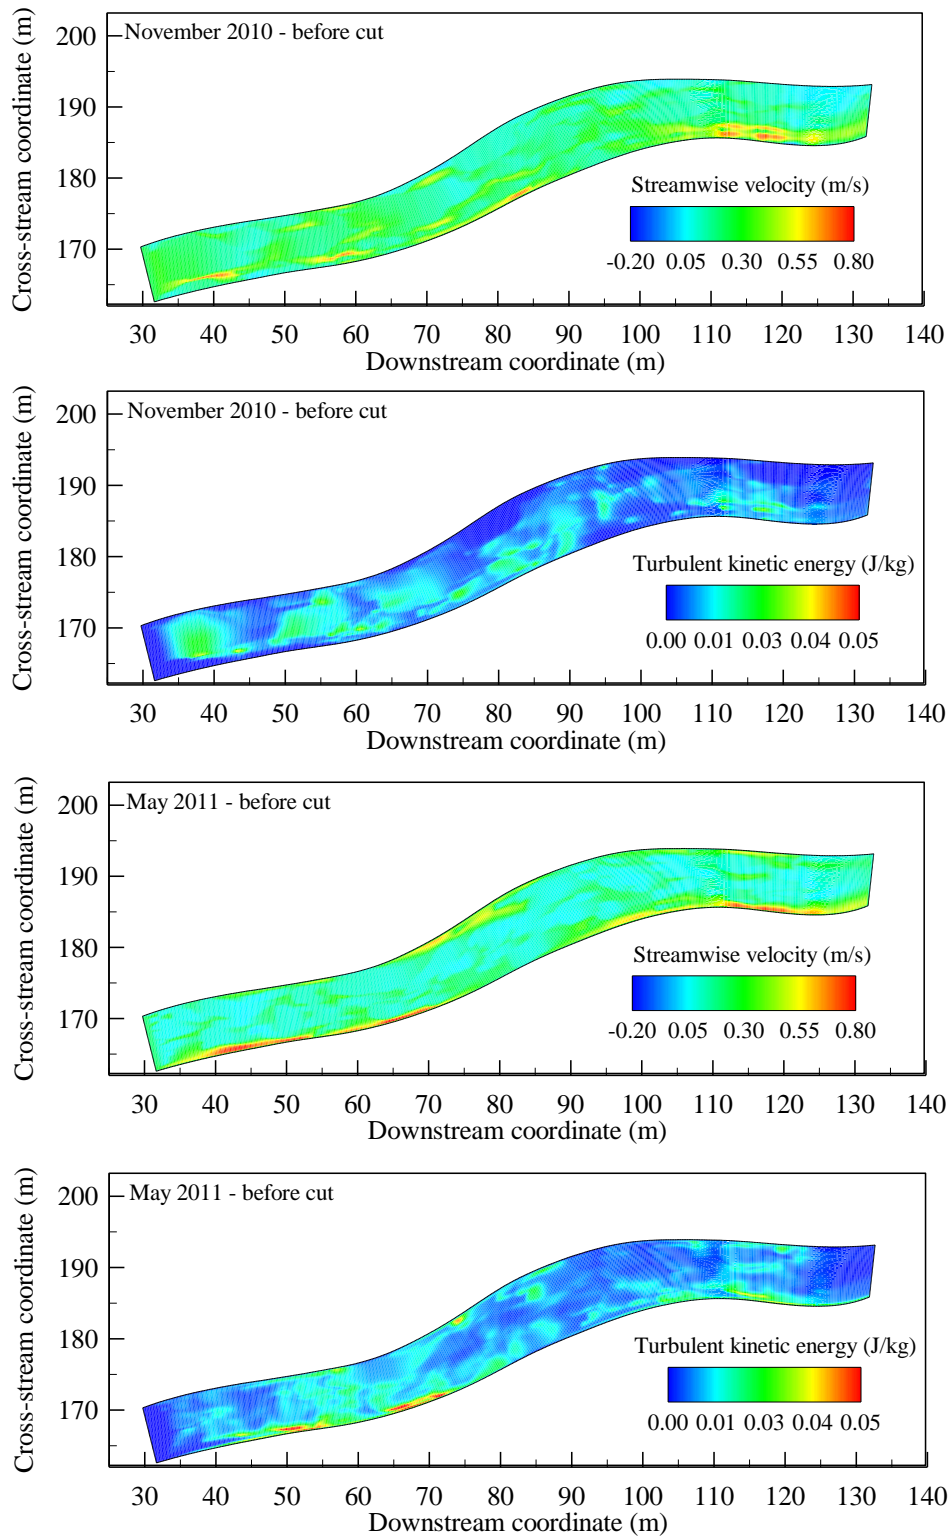 November 2010 - before cut
200
190
180
170
Cross-stream coordinate (m)
Streamwise velocity (m/s)
-0.20 0.05 0.30 0.55 0.80
30 40 50 60 70 80 90 100 110 120 130 140
Downstream coordinate (m)
November 2010 - before cut
200
190
180
170
Cross-stream coordinate (m)
Turbulent kinetic energy (J/kg)
0.00 0.01 0.03 0.04 0.05
30 40 50 60 70 80 90 100 110 120 130 140
Downstream coordinate (m)
May 2011 - before cut
200
190
180
170
Cross-stream coordinate (m)
Streamwise velocity (m/s)
-0.20 0.05 0.30 0.55 0.80
30 40 50 60 70 80 90 100 110 120 130 140
Downstream coordinate (m)
May 2011 - before cut
200
190
180
170
Cross-stream coordinate (m)
Turbulent kinetic energy (J/kg)
0.00 0.01 0.03 0.04 0.05
30 40 50 60 70 80 90 100 110 120 130 140
Downstream coordinate (m)